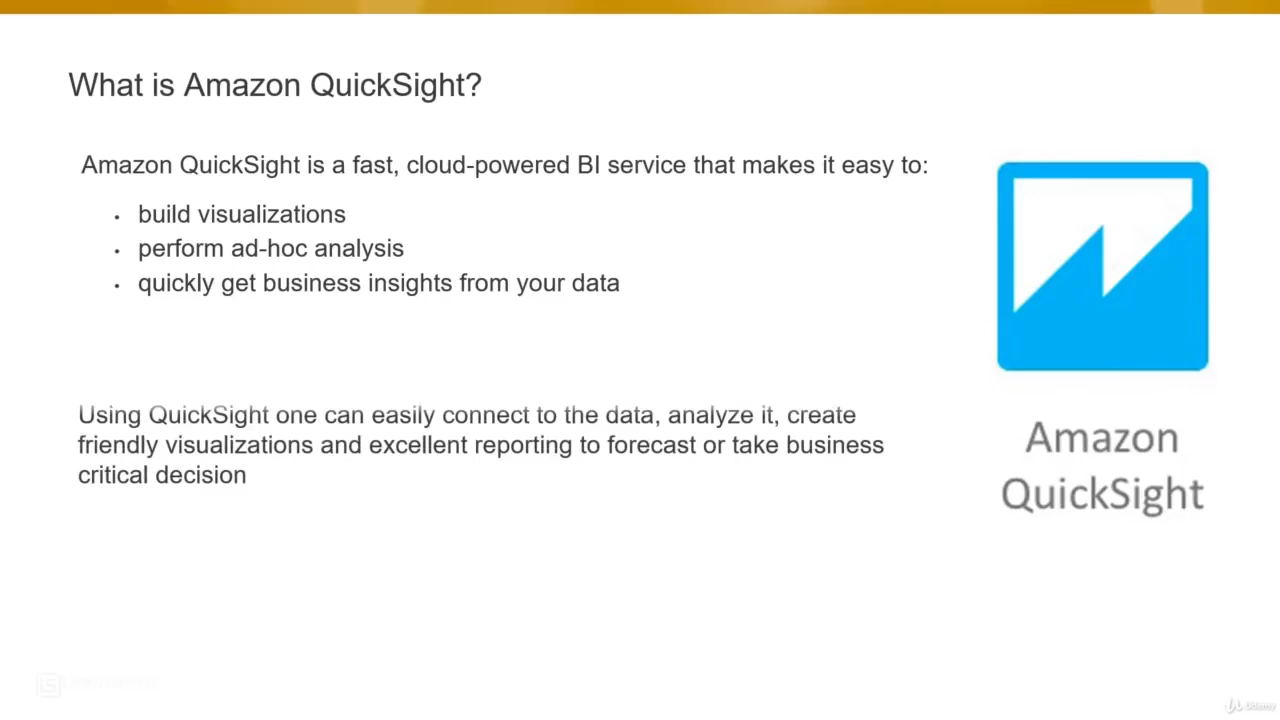 What is Amazon QuickSight?
Amazon QuickSight is a fast, cloud-powered BI service that makes it easy to:
• build visualizations
• perform ad-hoc analysis
• quickly get business insights from your data
Using QuickSight one can easily connect to the data, analyze it, create
friendly visualizations and excellent reporting to forecast or take business
critical decision
Amazon
QuickSight
Udemy